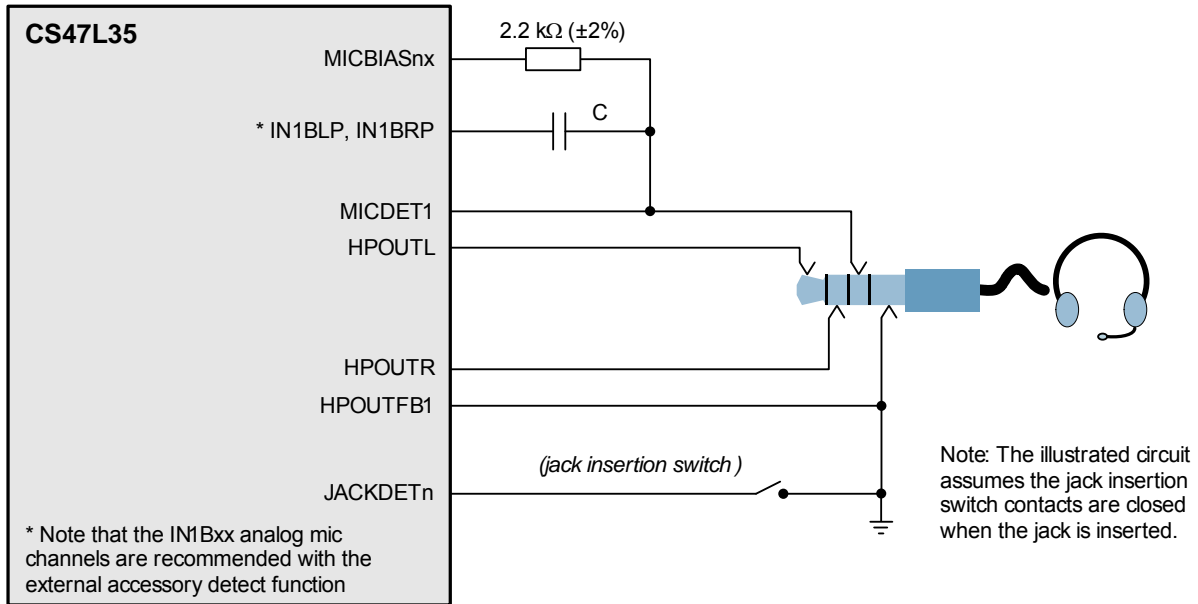 CS47L35
2.2 kΩ (±2%)
MICBIASnx
C
* IN1BLP, IN1BRP
MICDET1
HPOUTL
HPOUTR
HPOUTFB1
(jack insertion switch )
JACKDETn
Note: The illustrated circuit
assumes the jack insertion
switch contacts are closed
when the jack is inserted.
* Note that the IN1Bxx analog mic
channels are recommended with the
external accessory detect function